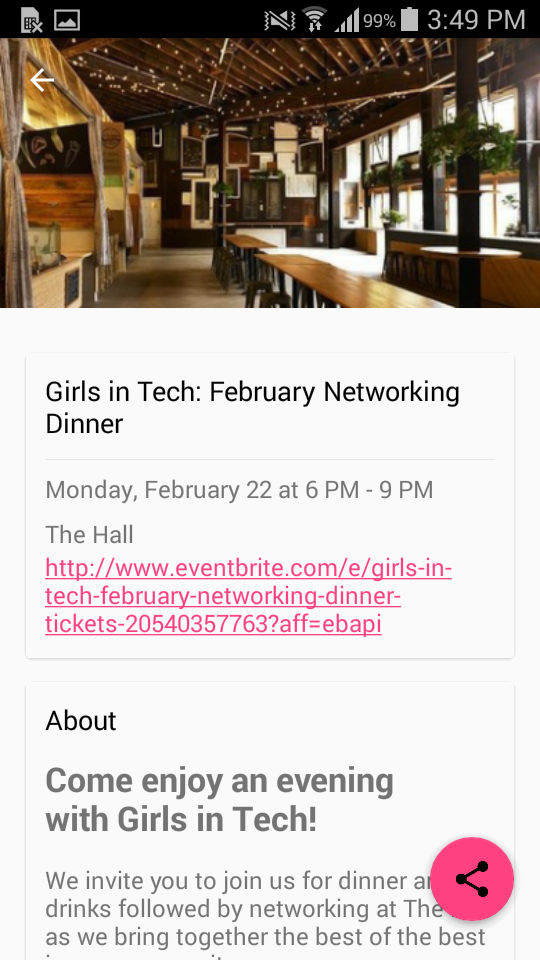 99% 3:49 PM
Girls in Tech: February Networking
Dinner
Monday, February 22 at 6 PM - 9 PM
The Hall
http://www.eventbrite.com/e/girls-in-
tech-february-networking-dinner-
tickets-20540357763?aff=ebapi
About
Come enjoy an evening
with Girls in Tech!
We invite you to join us for dinner
drinks followed by networking at The
as we bring together the best of the best